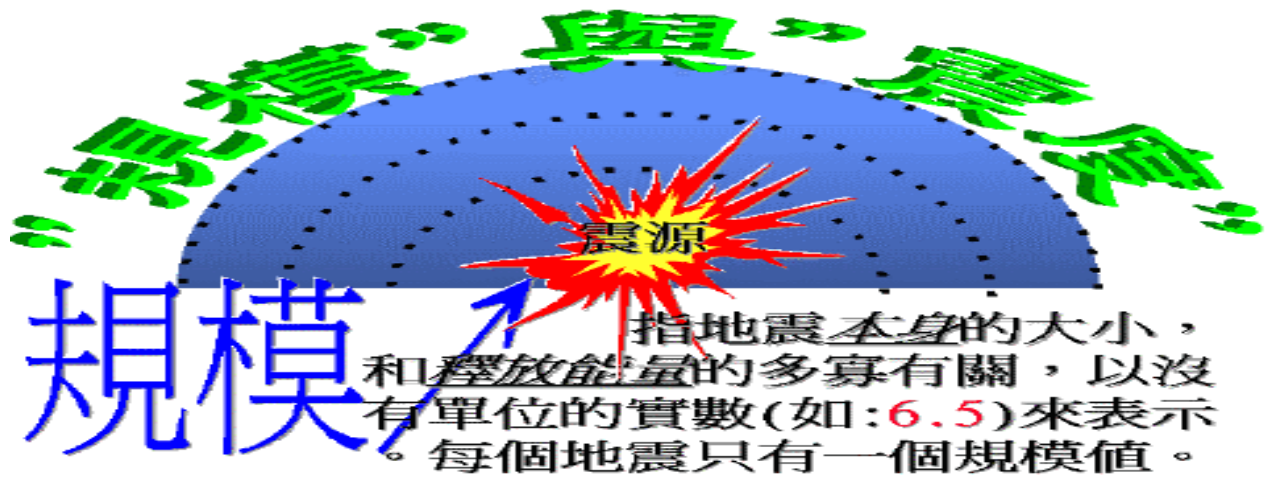 ”規模”與”震度”
震源
規模
指地震本身的大小，
和釋放能量的多寡有關，以沒
有單位的實數(如:6.5)來表示
。每個地震只有一個規模值。